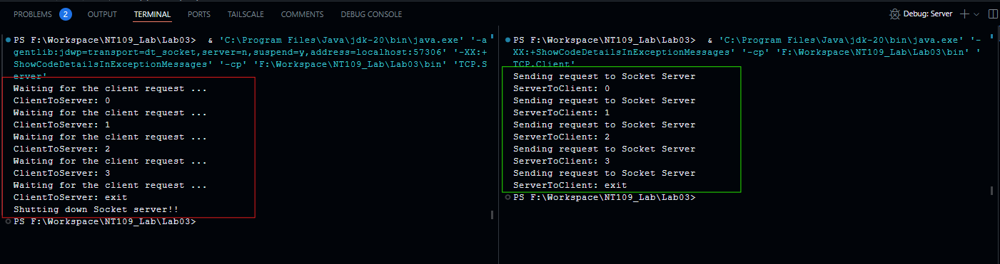 PROBLEMS 2 OUTPUT TERMINAL PORTS TAILSCALE COMMENTS DEBUG CONSOLE Debug: Server
PS F:\Workspace\NT109_Lab\Lab03>  & 'C:\Program Files\Java\jdk-20\bin\java.exe' '-a
gentlib:jdwp=transport=dt_socket,server=n,suspend=y,address=localhost:57306' '-XX:+
ShowCodeDetailsInExceptionMessages' '-cp' 'F:\Workspace\NT109_Lab\Lab03\bin' 'TCP.S
erver'
Waiting for the client request ...
ClientToServer: 0
Waiting for the client request ...
ClientToServer: 1
Waiting for the client request ...
ClientToServer: 2
Waiting for the client request ...
ClientToServer: 3
Waiting for the client request ...
ClientToServer: exit
Shutting down Socket server!!
PS F:\Workspace\NT109_Lab\Lab03>
PS F:\Workspace\NT109_Lab\Lab03>  & 'C:\Program Files\Java\jdk-20\bin\java.exe' '-
XX:+ShowCodeDetailsInExceptionMessages' '-cp' 'F:\Workspace\NT109_Lab\Lab03\bin' '
TCP.Client'
Sending request to Socket Server
ServerToClient: 0
Sending request to Socket Server
ServerToClient: 1
Sending request to Socket Server
ServerToClient: 2
Sending request to Socket Server
ServerToClient: 3
Sending request to Socket Server
ServerToClient: exit
PS F:\Workspace\NT109_Lab\Lab03>